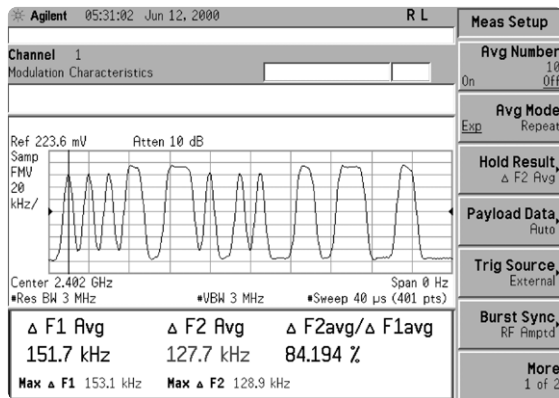 Agilent 05:31:02 Jun 12, 2000 R L
Channel 1
Modulation Characteristics
Ref 223.6 mV Atten 10 dB
Samp
FMV
20
kHz/
Center 2.402 GHz Span 0 Hz
#Res BW 3 MHz #VBW 3 MHz #Sweep 40 µs (401 pts)
Δ F1 Avg Δ F2 Avg Δ F2avg/Δ F1avg
151.7 kHz 127.7 kHz 84.194 %
Max Δ F1 153.1 kHz Max Δ F2 128.9 kHz
Meas Setup
Avg Number
10
On Off
Avg Mode
Exp Repeat
Hold Result
Δ F2 Avg
Payload Data
Auto
Trig Source
External
Burst Sync
RF Amptd
More
1 of 2